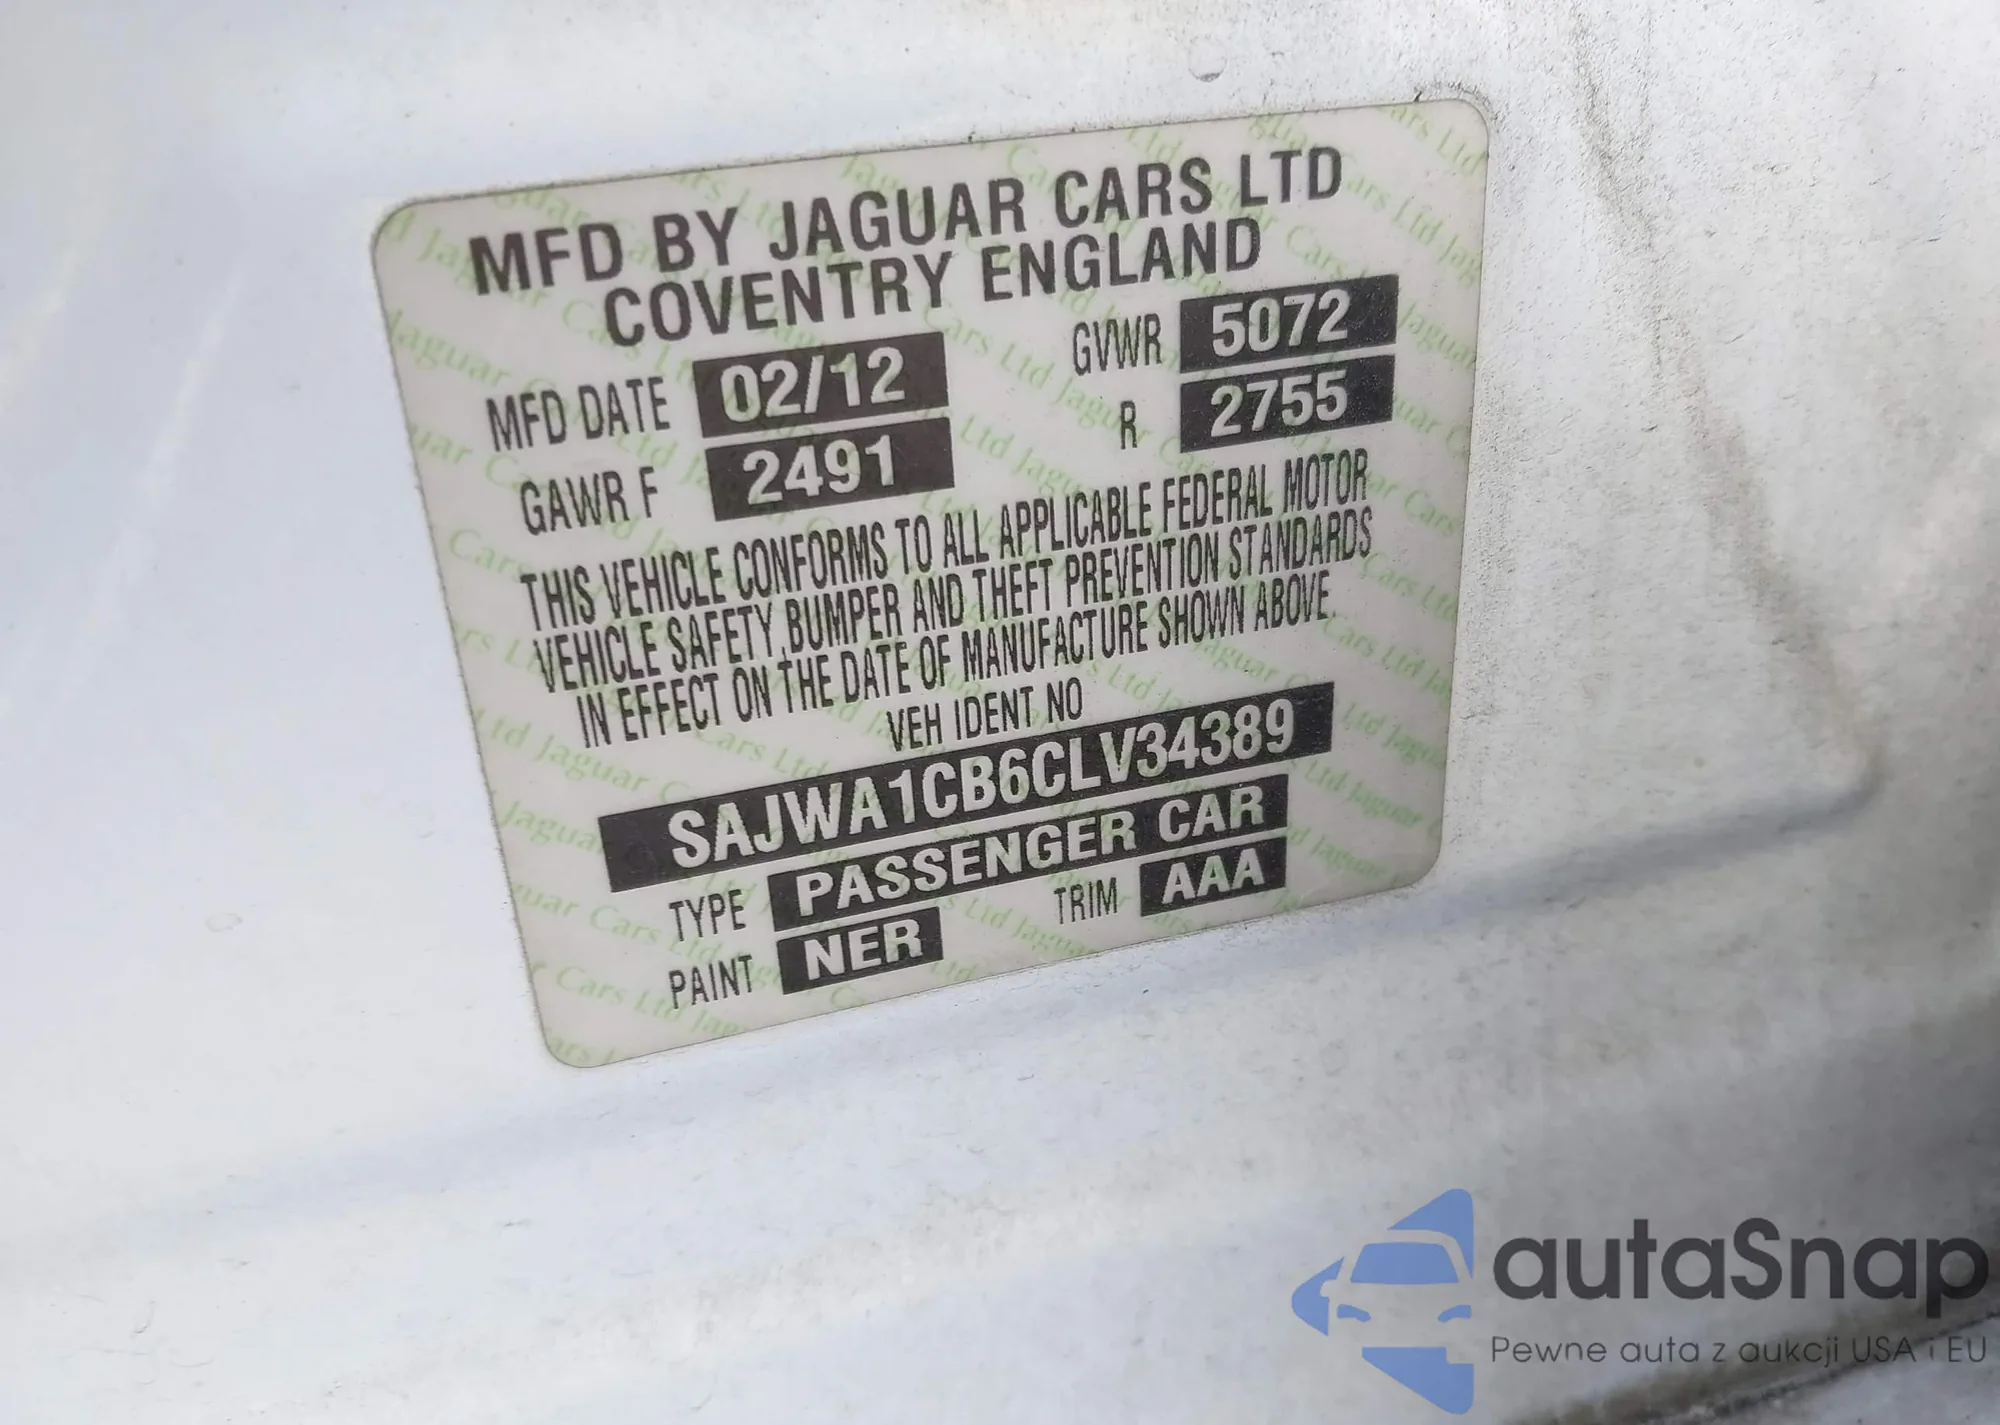 MFD BY JAGUAR CARS LTD
COVENTRY ENGLAND
MFD DATE 02/12 GVWR 5072
GAWR F 2491 R 2755
THIS VEHICLE CONFORMS TO ALL APPLICABLE FEDERAL MOTOR
VEHICLE SAFETY,BUMPER AND THEFT PREVENTION STANDARDS
IN EFFECT ON THE DATE OF MANUFACTURE SHOWN ABOVE.
VEH IDENT NO
SAJWA1CB6CLV34389
TYPE PASSENGER CAR
PAINT NER TRIM AAA
autaSnap
Pewne auta z aukcji USA i EU